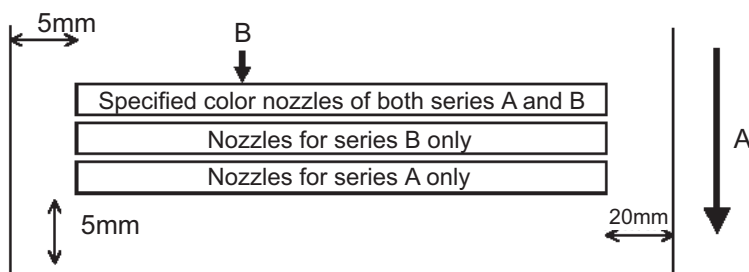 5mm
B
Specified color nozzles of both series A and B
Nozzles for series B only
A
Nozzles for series A only
5mm
20mm